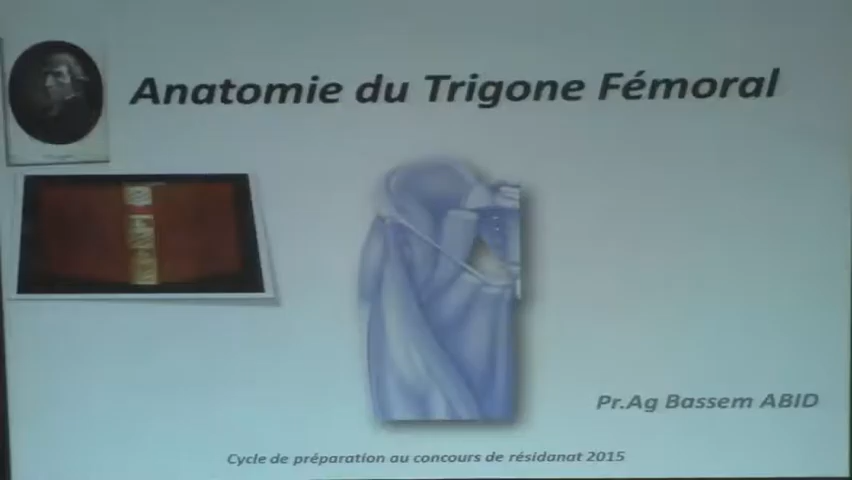 Anatomie du Trigone Fémoral
Pr.Ag Bassem ABID
Cycle de préparation au concours de résidanat 2015